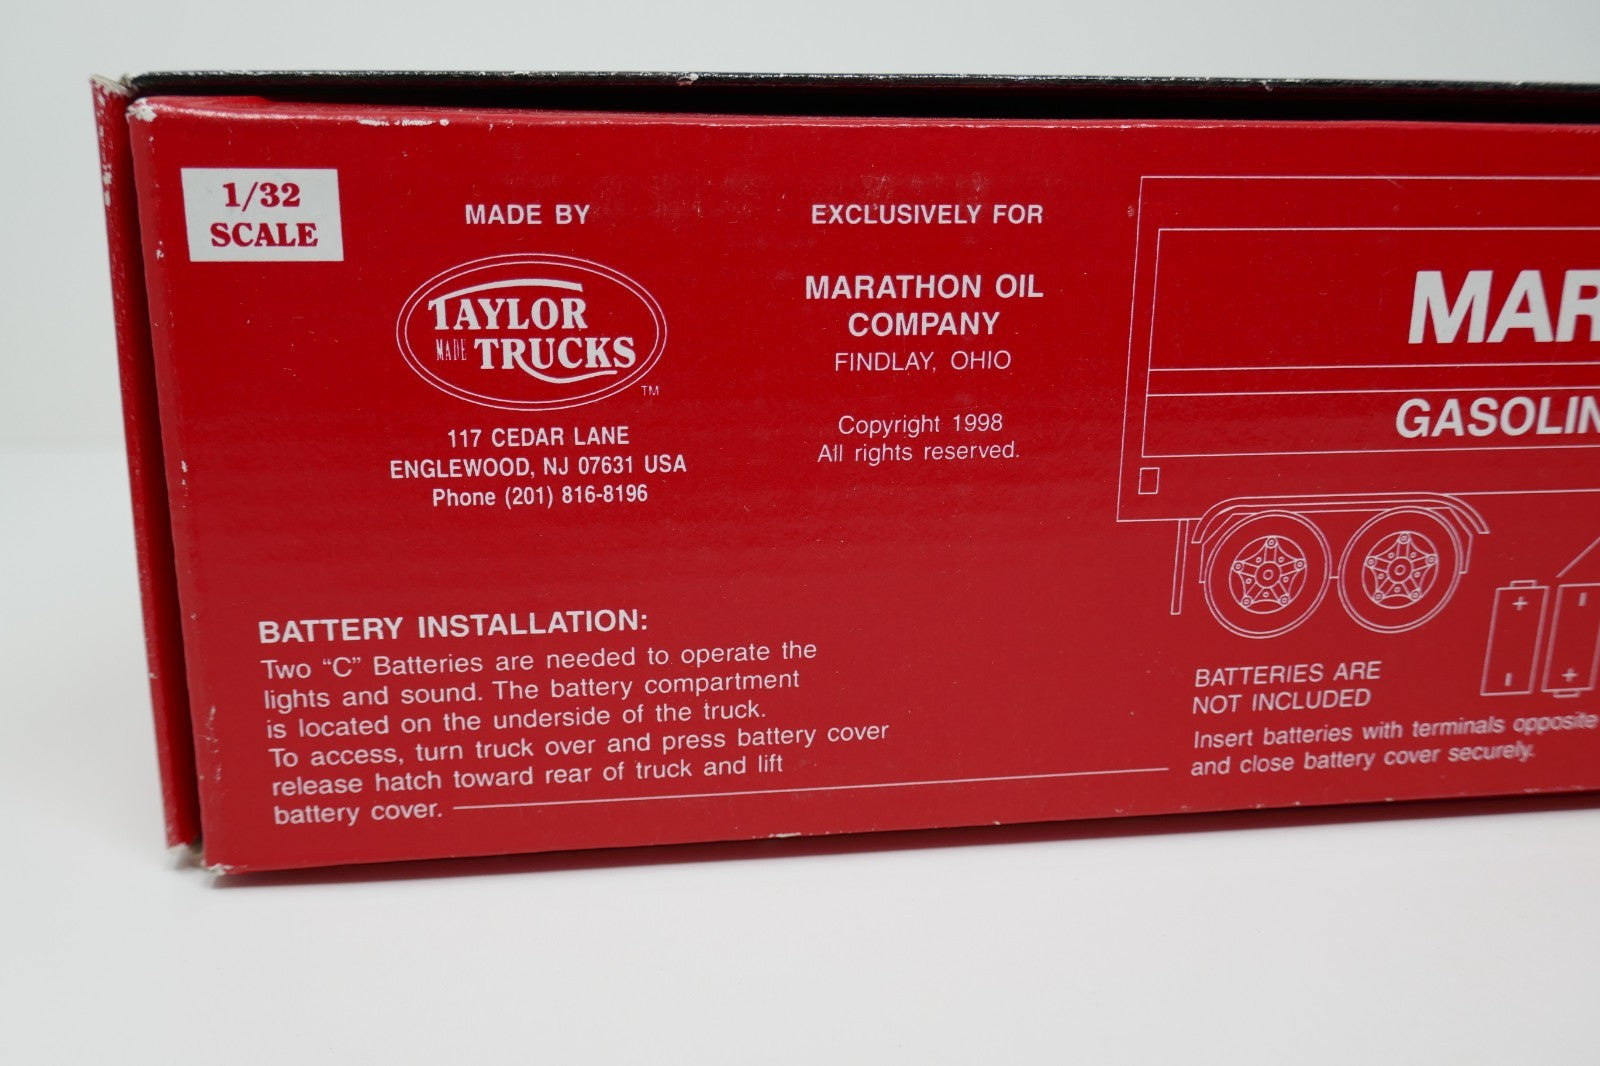 1/32
SCALE
MADE BY
TAYLOR
MADE TRUCKS
TM
117 CEDAR LANE
ENGLEWOOD, NJ 07631 USA
Phone (201) 816-8196
EXCLUSIVELY FOR
MARATHON OIL
COMPANY
FINDLAY, OHIO
Copyright 1998
All rights reserved.
MAR
GASOLIN
BATTERY INSTALLATION:
Two “C” Batteries are needed to operate the
lights and sound. The battery compartment
is located on the underside of the truck.
To access, turn truck over and press battery cover
release hatch toward rear of truck and lift
battery cover.
+ -
- +
BATTERIES ARE
NOT INCLUDED
Insert batteries with terminals opposite
and close battery cover securely.